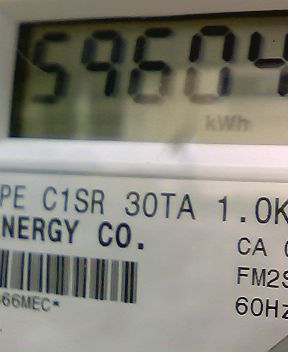 59604
kWh
PE C1SR 30TA 1.0K
NERGY CO.
CA
FM2S
66MEC*
60Hz